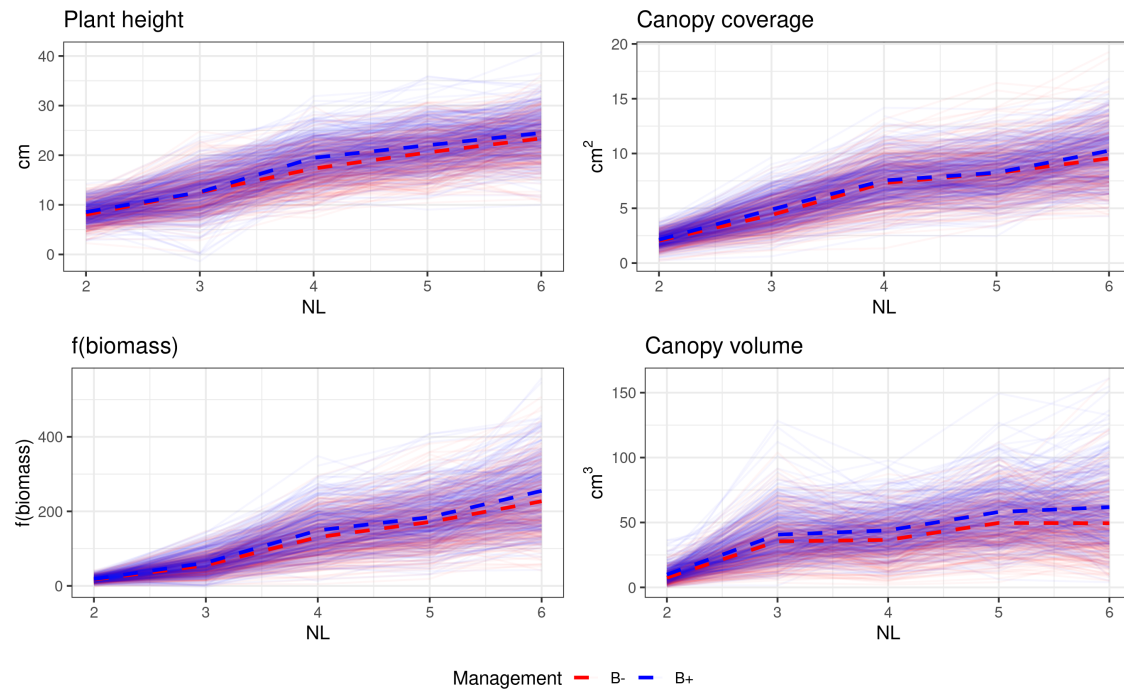 Plant height
40
30
20
10
0
cm
2 3 4 5 6
NL
Canopy coverage
20
15
10
5
0
cm²
2 3 4 5 6
NL
f(biomass)
400
200
0
f(biomass)
2 3 4 5 6
NL
Canopy volume
150
100
50
0
cm³
2 3 4 5 6
NL
Management B- B+